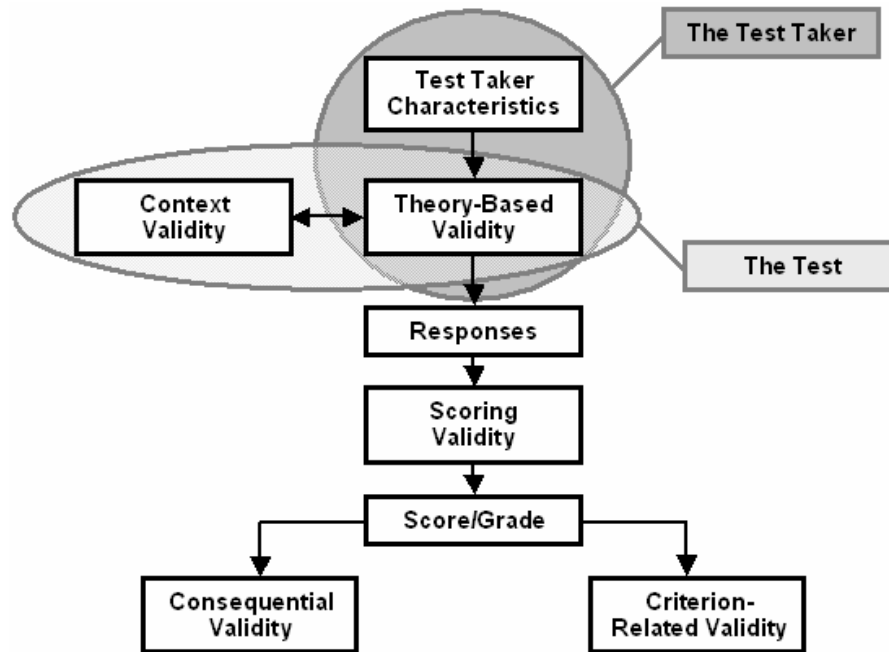 The Test Taker
Test Taker
Characteristics
Context
Validity
Theory-Based
Validity
The Test
Responses
Scoring
Validity
Score/Grade
Consequential
Validity
Criterion-
Related Validity